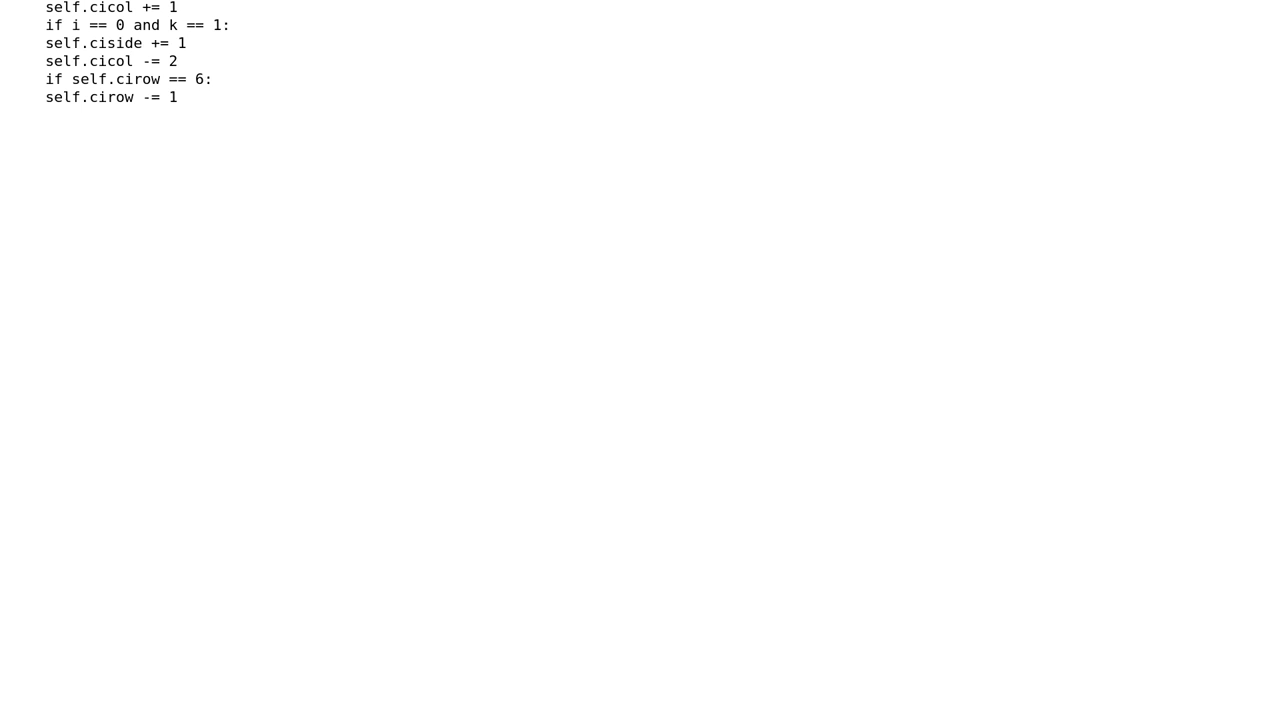 self.cicol += 1
if i == 0 and k == 1:
self.ciside += 1
self.cicol -= 2
if self.cirow == 6:
self.cirow -= 1